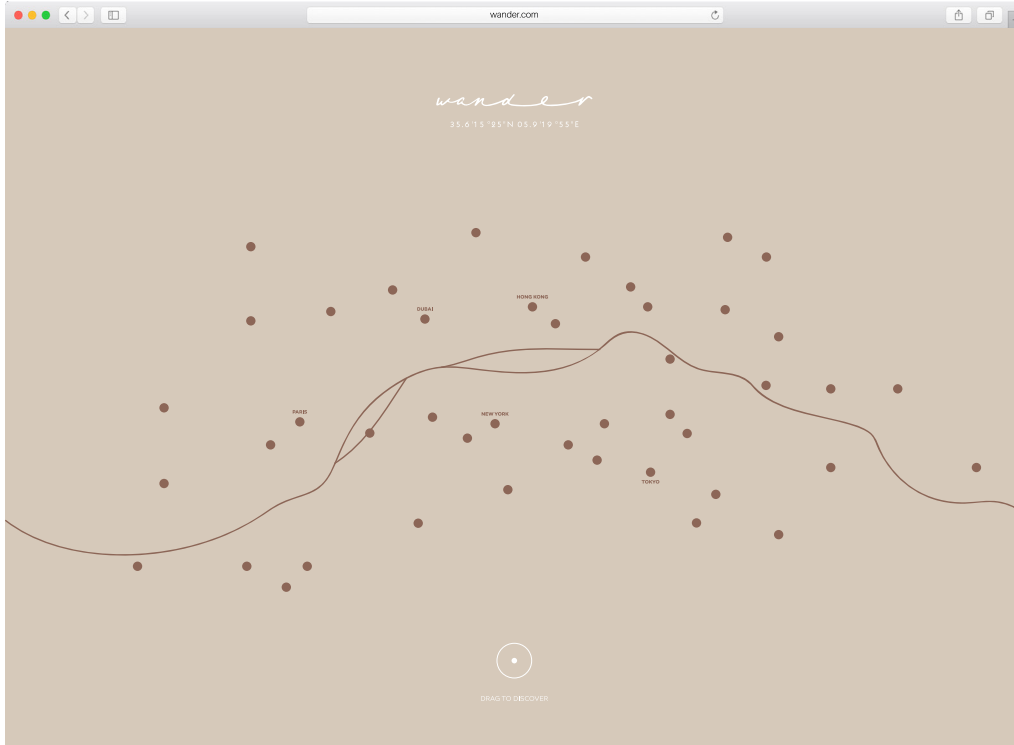 wander.com
wander
35.6'15 "85"N 05.9'19 "55"E
HONG KONG
DUBAI
PARIS
NEW YORK
TOKYO
DRAG TO DISCOVER